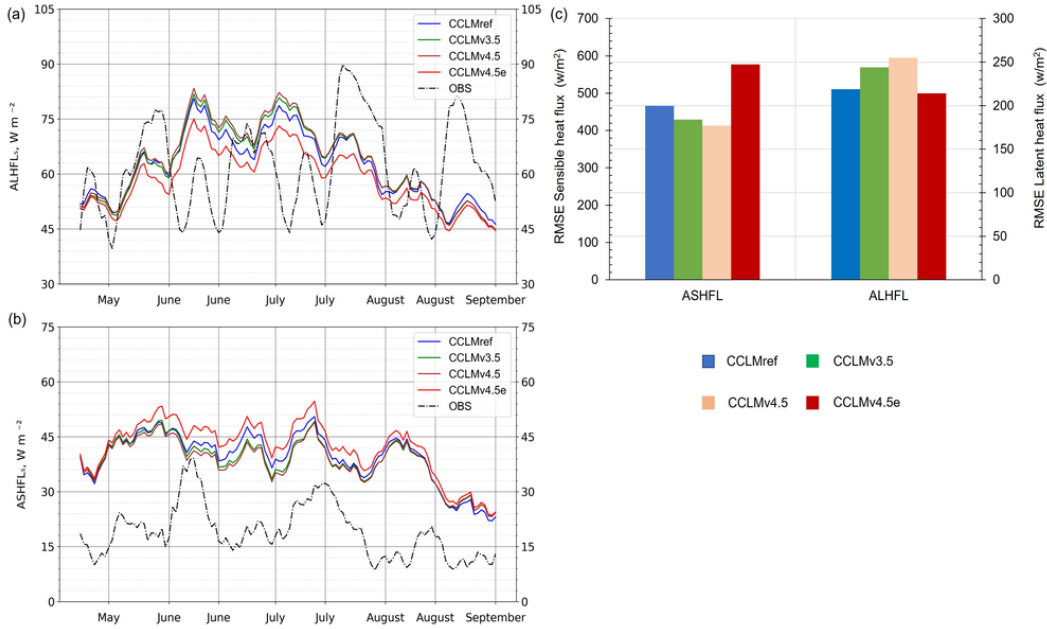 (a)
105
90
75
60
45
30
ALHFLs, W m⁻²
CCLMref
CCLMv3.5
CCLMv4.5
CCLMv4.5e
OBS
105
90
75
60
45
30
May June June July July August August September
(b)
75
60
45
30
15
0
ASHFLs, W m⁻²
CCLMref
CCLMv3.5
CCLMv4.5
CCLMv4.5e
OBS
75
60
45
30
15
0
May June June July July August August September
(c)
700
600
500
400
300
200
100
0
RMSE Sensible heat flux (w/m²)
300
250
200
150
100
50
0
RMSE Latent heat flux (w/m²)
ASHFL ALHFL
CCLMref CCLMv3.5
CCLMv4.5 CCLMv4.5e